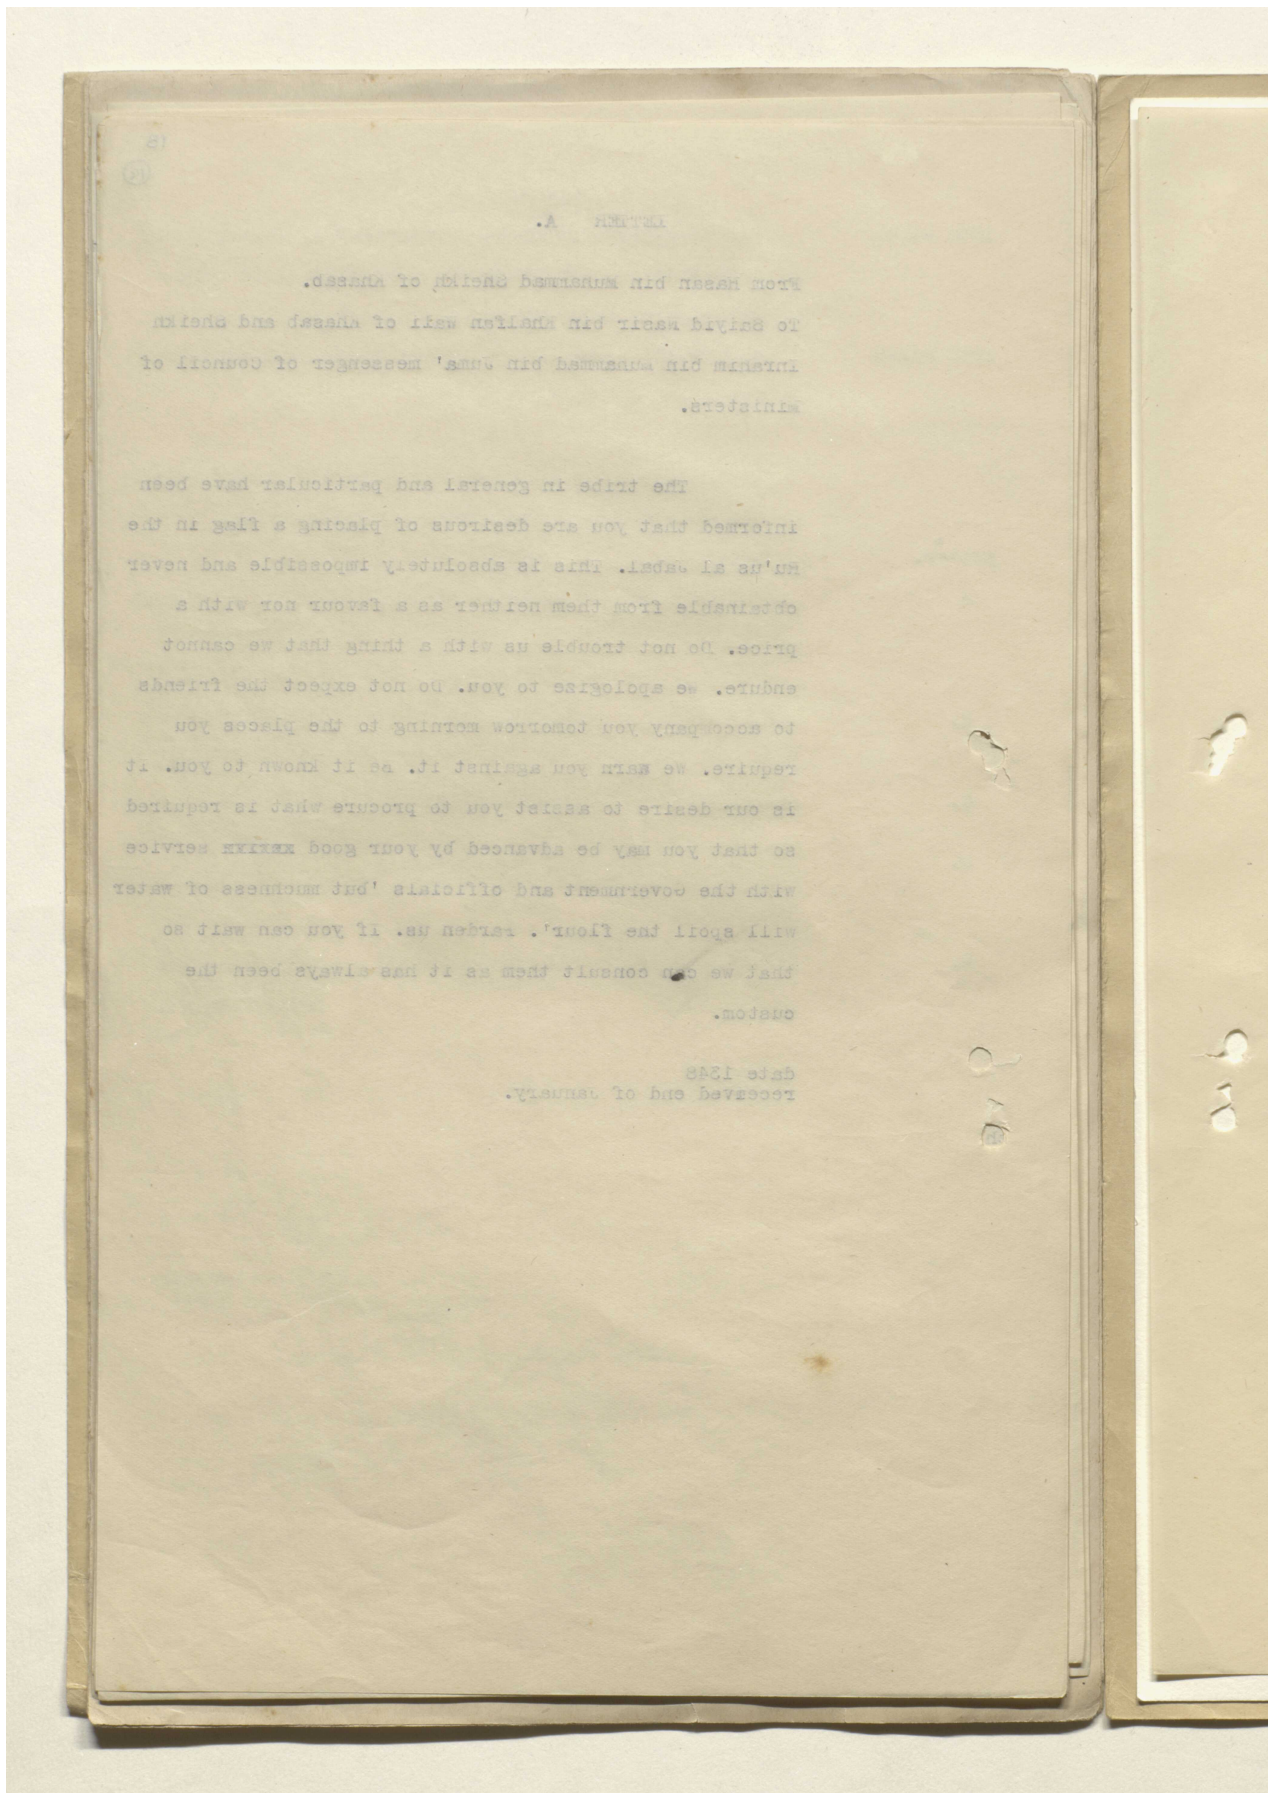 15
LETTER A.
From Hasan bin Muhammad Sheikh of Khasab.
To Saiyid Nasir bin Khalfan Wali of Khasab and Sheikh
Ibrahim bin Muhammad bin Juma' messenger of Council of
Ministers.
The tribe in general and particular have been
informed that you are desirous of placing a flag in the
Ru'us al Jabal. This is absolutely impossible and never
obtainable from them neither as a favour nor with a
price. Do not trouble us with a thing that we cannot
endure. We apologize to you. Do not expect the friends
to accompany you tomorrow morning to the places you
require. We warn you against it. Be it known to you. It
is our desire to assist you to procure what is required
so that you may be advanced by your good service
with the Government and officials 'but muchness of water
will spoil the flour'. Pardon us. If you can wait so
that we can consult them as it has always been the
custom.
date 1348
received end of January.